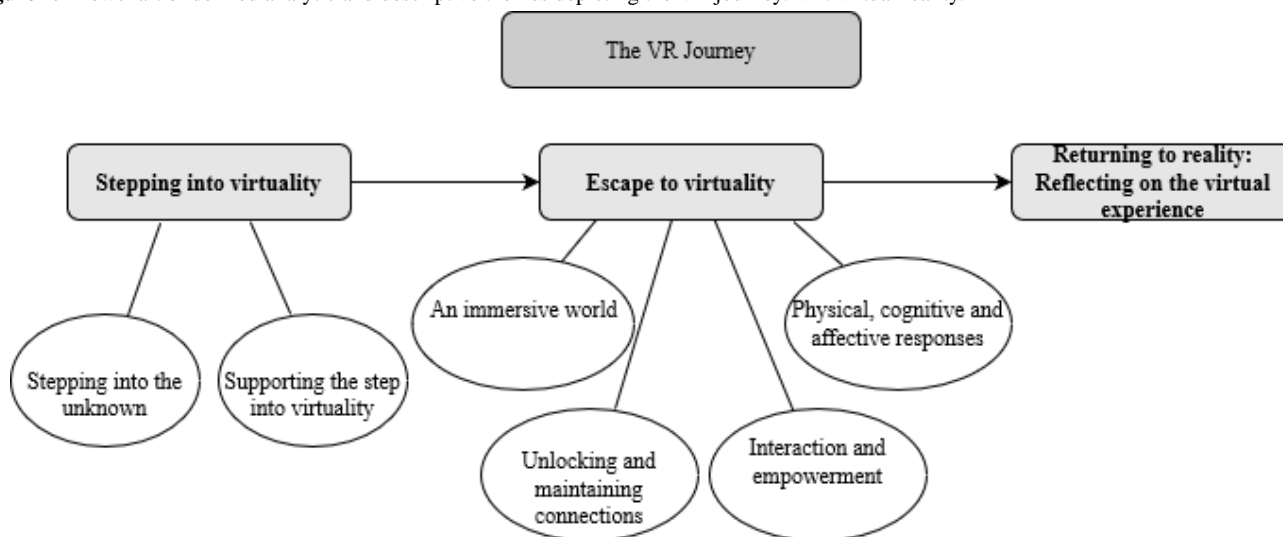 The VR Journey
Stepping into virtuality
Escape to virtuality
Returning to reality:
Reflecting on the virtual
experience
An immersive world
Physical, cognitive and
affective responses
Stepping into the
unknown
Supporting the step
into virtuality
Unlocking and
maintaining
connections
Interaction and
empowerment